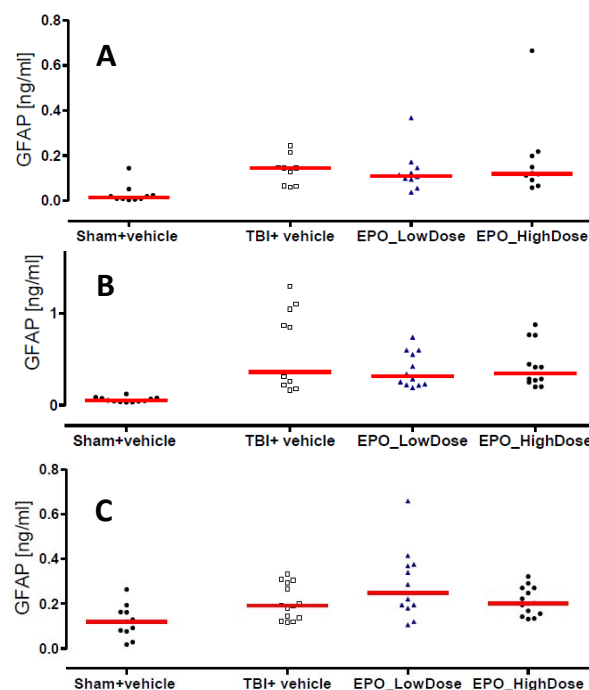 A
GFAP [ng/ml]
0.8
0.6
0.4
0.2
0.0
Sham+vehicle TBI+ vehicle EPO_LowDose EPO_HighDose
B
GFAP [ng/ml]
1
0
Sham+vehicle TBI+ vehicle EPO_LowDose EPO_HighDose
C
GFAP [ng/ml]
0.8
0.6
0.4
0.2
0.0
Sham+vehicle TBI+ vehicle EPO_LowDose EPO_HighDose